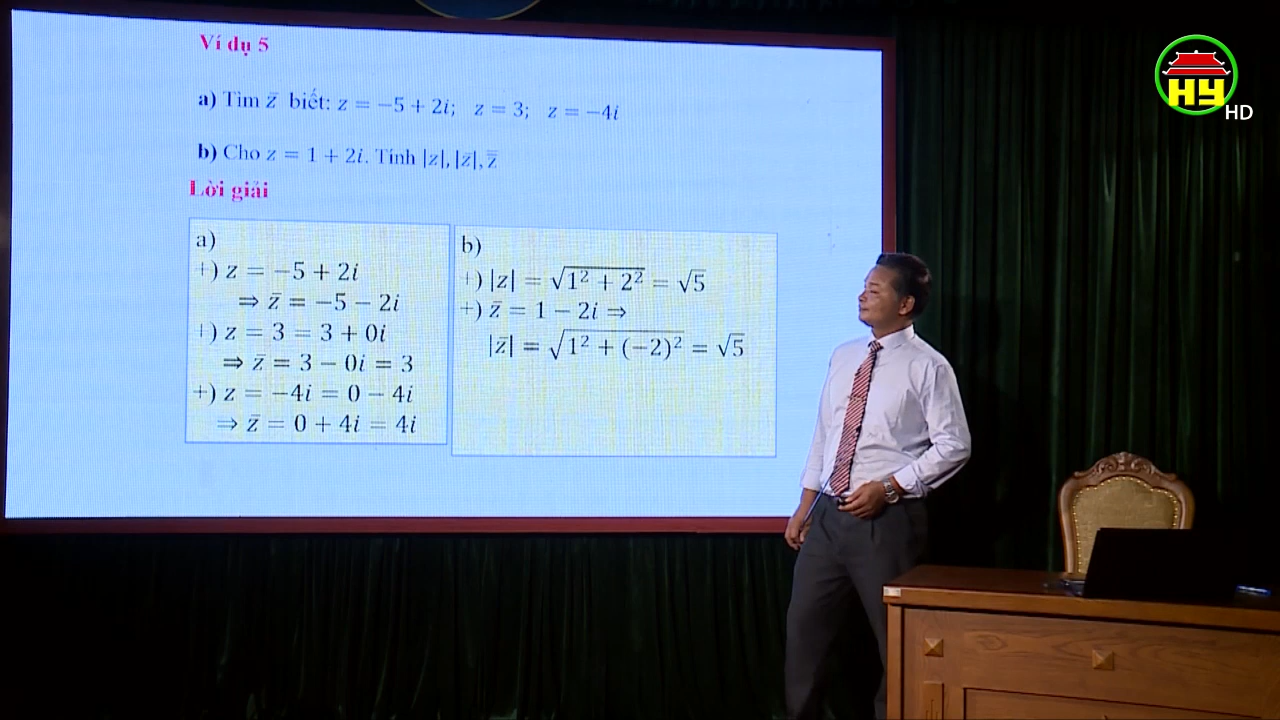 Ví dụ 5
a) Tìm z̄ biết: z = −5 + 2i; z = 3; z = −4i
b) Cho z = 1 + 2i. Tính |z|, |z̄|, z̿
Lời giải
a)
+) z = −5 + 2i
⇒ z̄ = −5 − 2i
+) z = 3 = 3 + 0i
⇒ z̄ = 3 − 0i = 3
+) z = −4i = 0 − 4i
⇒ z̄ = 0 + 4i = 4i
b)
+) |z| = √(1² + 2²) = √5
+) z̄ = 1 − 2i ⇒
|z̄| = √(1² + (−2)²) = √5
HY
HD